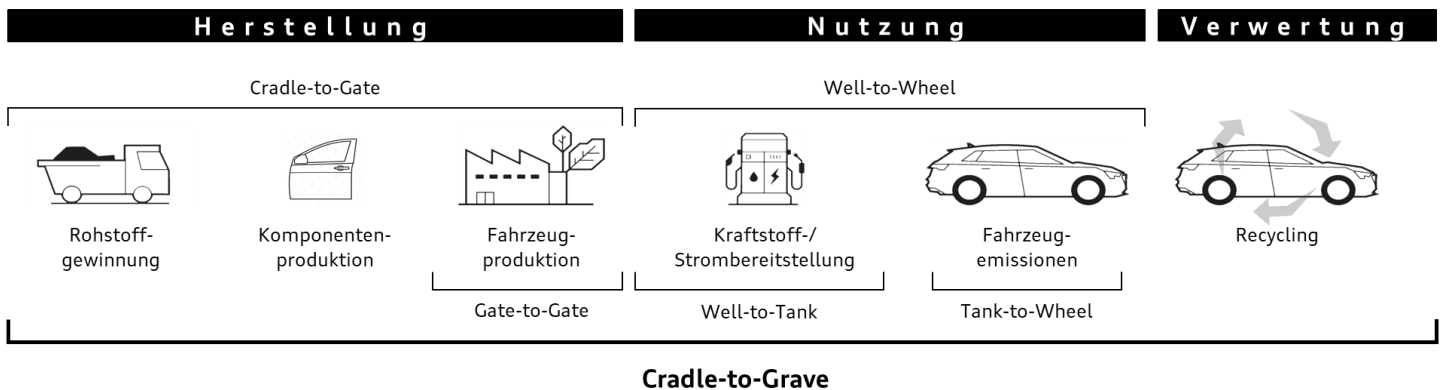 Herstellung
Nutzung
Verwertung
Cradle-to-Gate
Well-to-Wheel
Rohstoff-
gewinnung
Komponenten-
produktion
Fahrzeug-
produktion
Kraftstoff-/
Strombereitstellung
Fahrzeug-
emissionen
Recycling
Gate-to-Gate
Well-to-Tank
Tank-to-Wheel
Cradle-to-Grave